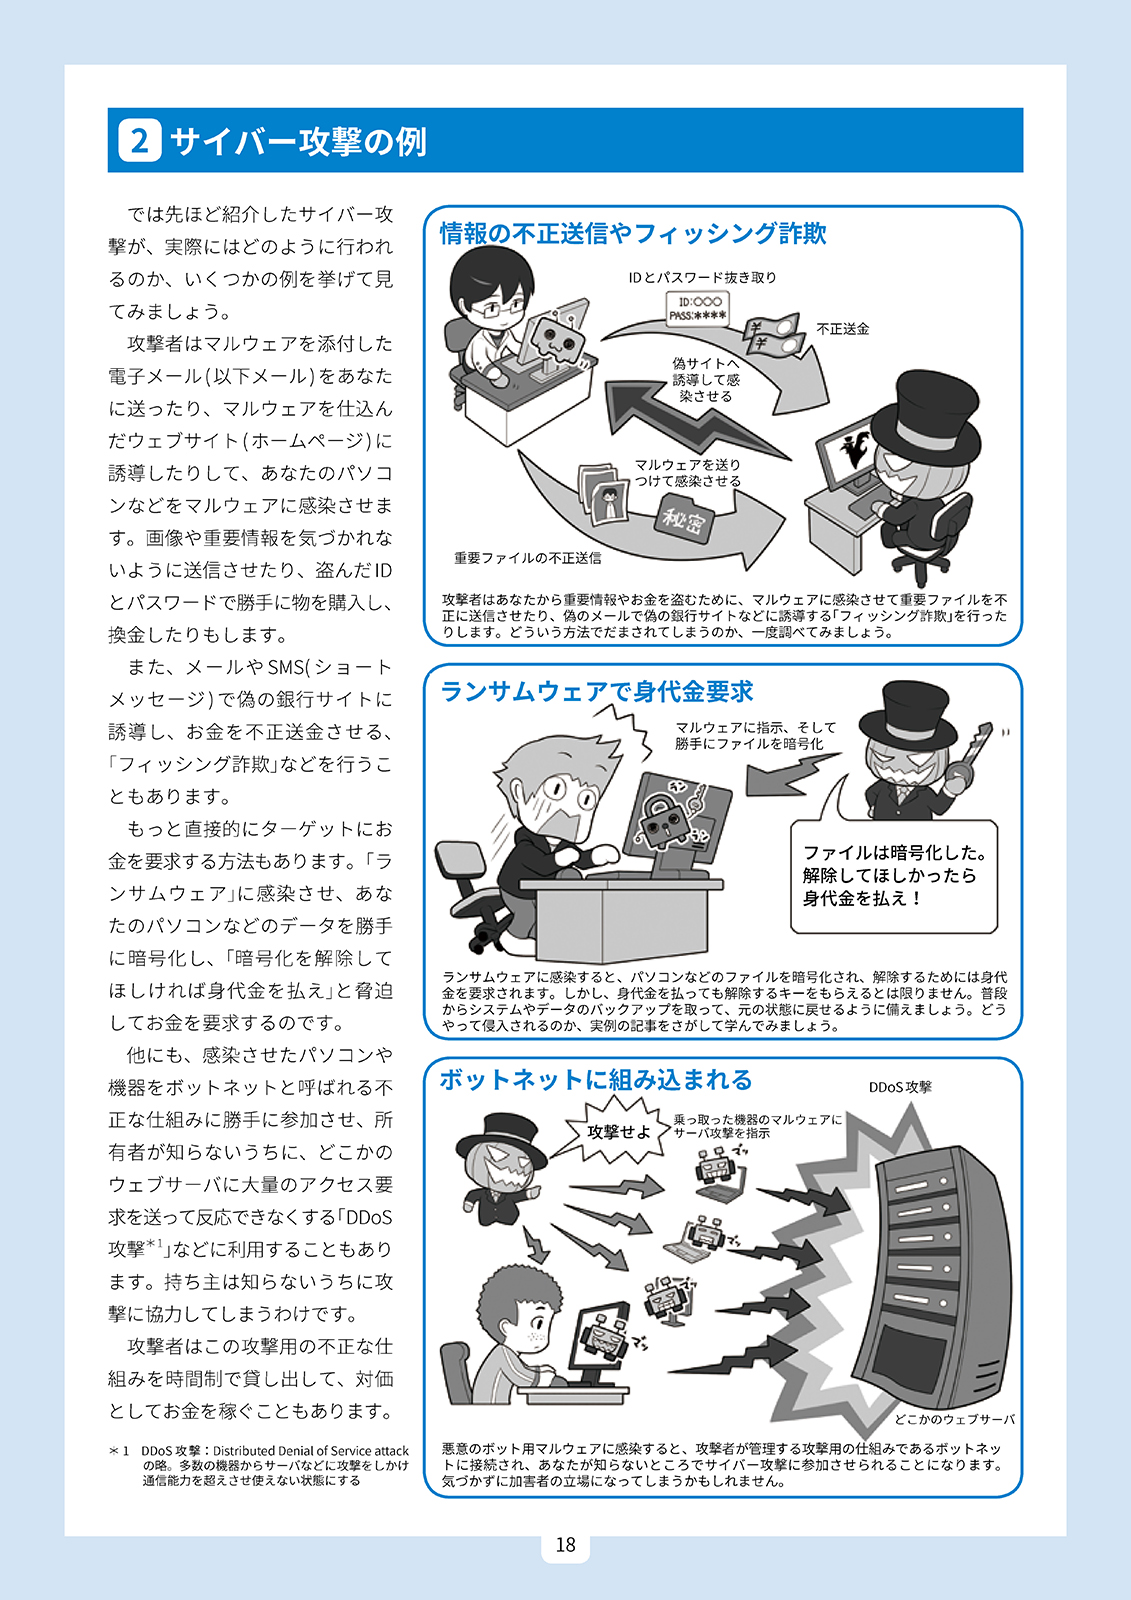 2 サイバー攻撃の例
では先ほど紹介したサイバー攻
撃が、実際にはどのように行われ
るのか、いくつかの例を挙げて見
てみましょう。
攻撃者はマルウェアを添付した
電子メール(以下メール)をあなた
に送ったり、マルウェアを仕込ん
だウェブサイト(ホームページ)に
誘導したりして、あなたのパソコ
ンなどをマルウェアに感染させま
す。画像や重要情報を気づかれな
いように送信させたり、盗んだID
とパスワードで勝手に物を購入し、
換金したりもします。
また、メールやSMS(ショート
メッセージ)で偽の銀行サイトに
誘導し、お金を不正送金させる、
「フィッシング詐欺」などを行うこ
ともあります。
もっと直接的にターゲットにお
金を要求する方法もあります。「ラ
ンサムウェア」に感染させ、あな
たのパソコンなどのデータを勝手
に暗号化し、「暗号化を解除して
ほしければ身代金を払え」と脅迫
してお金を要求するのです。
他にも、感染させたパソコンや
機器をボットネットと呼ばれる不
正な仕組みに勝手に参加させ、所
有者が知らないうちに、どこかの
ウェブサーバに大量のアクセス要
求を送って反応できなくする「DDoS
攻撃＊1」などに利用することもあり
ます。持ち主は知らないうちに攻
撃に協力してしまうわけです。
攻撃者はこの攻撃用の不正な仕
組みを時間制で貸し出して、対価
としてお金を稼ぐこともあります。
＊1 DDoS攻撃：Distributed Denial of Service attack
の略。多数の機器からサーバなどに攻撃をしかけ
通信能力を超えさせ使えない状態にする
情報の不正送信やフィッシング詐欺
IDとパスワード抜き取り
ID:○○○
PASS:****
¥
¥
不正送金
偽サイトへ
誘導して感
染させる
マルウェアを送り
つけて感染させる
秘密
重要ファイルの不正送信
攻撃者はあなたから重要情報やお金を盗むために、マルウェアに感染させて重要ファイルを不
正に送信させたり、偽のメールで偽の銀行サイトなどに誘導する「フィッシング詐欺」を行った
りします。どういう方法でだまされてしまうのか、一度調べてみましょう。
ランサムウェアで身代金要求
マルウェアに指示、そして
勝手にファイルを暗号化
ファイルは暗号化した。
解除してほしかったら
身代金を払え！
ランサムウェアに感染すると、パソコンなどのファイルを暗号化され、解除するためには身代
金を要求されます。しかし、身代金を払っても解除するキーをもらえるとは限りません。普段
からシステムやデータのバックアップを取って、元の状態に戻せるように備えましょう。どう
やって侵入されるのか、実例の記事をさがして学んでみましょう。
ボットネットに組み込まれる
DDoS攻撃
攻撃せよ
乗っ取った機器のマルウェアに
サーバ攻撃を指示
どこかのウェブサーバ
悪意のボット用マルウェアに感染すると、攻撃者が管理する攻撃用の仕組みであるボットネッ
トに接続され、あなたが知らないところでサイバー攻撃に参加させられることになります。
気づかずに加害者の立場になってしまうかもしれません。
18